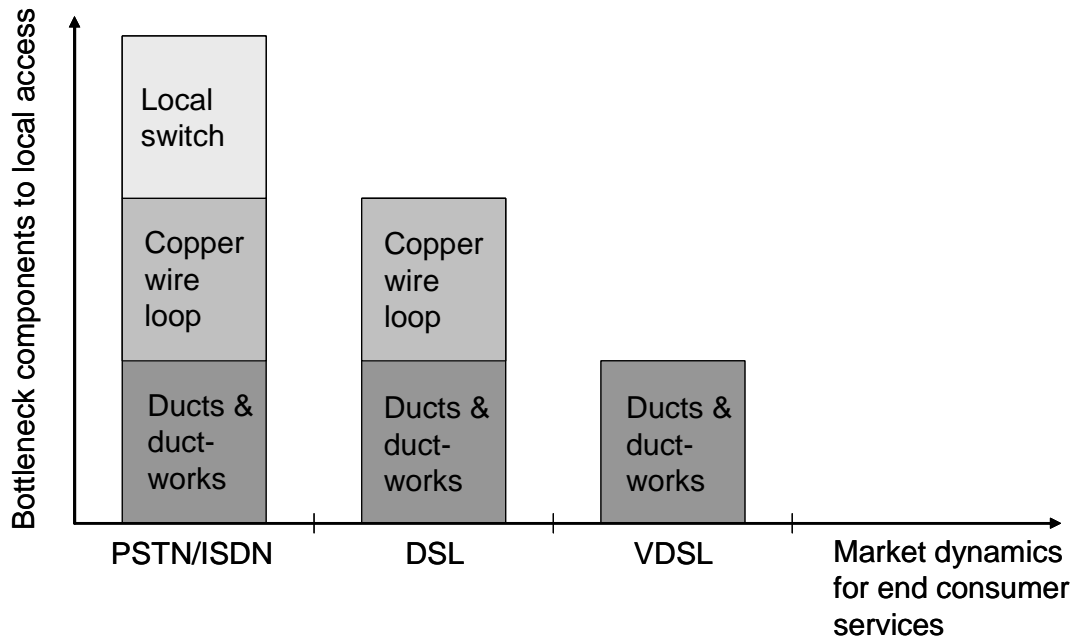 Bottleneck components to local access
Local
switch
Copper
wire
loop
Copper
wire
loop
Ducts &
duct-
works
Ducts &
duct-
works
Ducts &
duct-
works
PSTN/ISDN
DSL
VDSL
Market dynamics
for end consumer
services